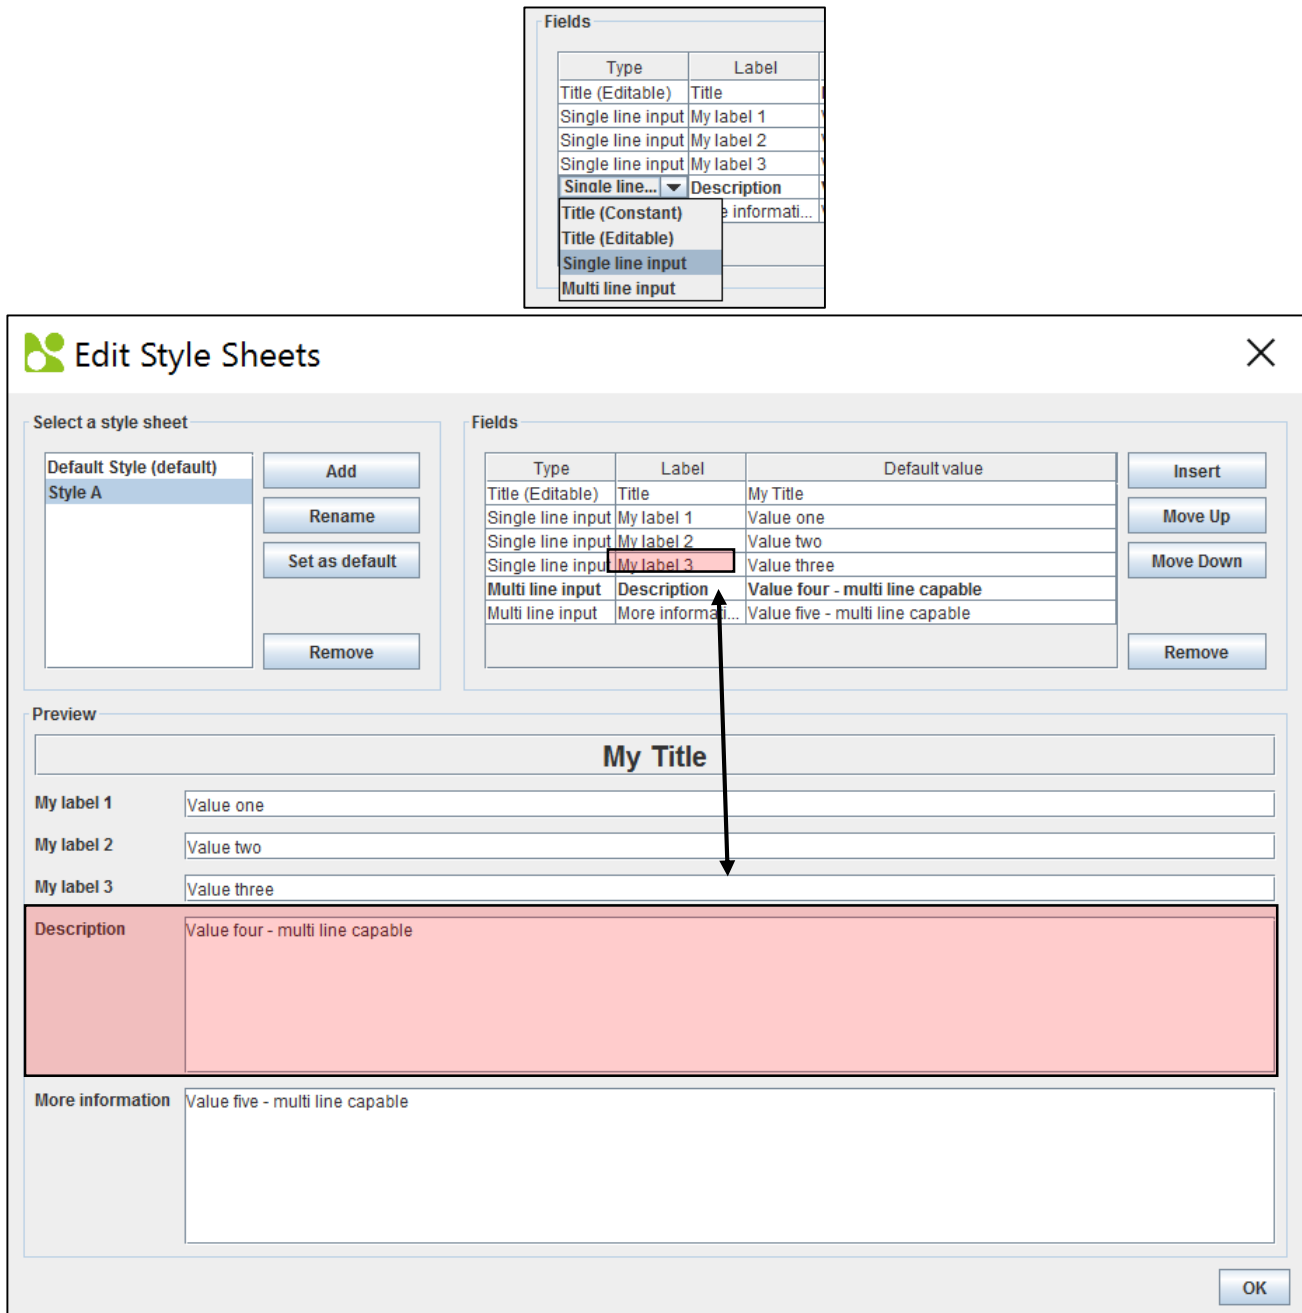 Fields
Type Label
Title (Editable) Title
Single line input My label 1
Single line input My label 2
Single line input My label 3
Single line... Description
Title (Constant) e informati...
Title (Editable)
Single line input
Multi line input
Edit Style Sheets
Select a style sheet
Default Style (default)
Style A
Add
Rename
Set as default
Remove
Fields
Type Label Default value
Title (Editable) Title My Title
Single line input My label 1 Value one
Single line input My label 2 Value two
Single line input My label 3 Value three
Multi line input Description Value four - multi line capable
Multi line input More informati... Value five - multi line capable
Insert
Move Up
Move Down
Remove
Preview
My Title
My label 1 Value one
My label 2 Value two
My label 3 Value three
Description Value four - multi line capable
More information Value five - multi line capable
OK